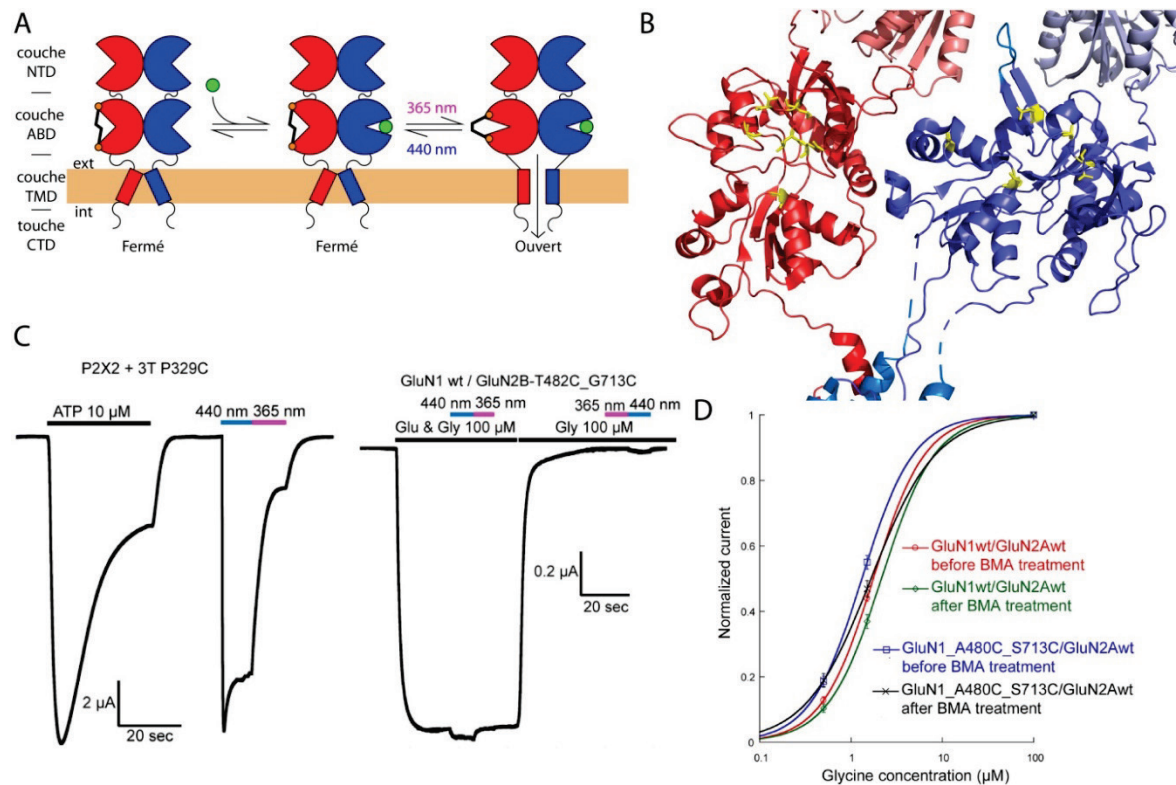 A
couche
NTD
couche
ABD
ext
couche
TMD
int
touche
CTD
365 nm
440 nm
Fermé
Fermé
Ouvert
B
C
P2X2 + 3T P329C
ATP 10 µM
440 nm 365 nm
2 µA
20 sec
GluN1 wt / GluN2B-T482C_G713C
440 nm 365 nm
365 nm 440 nm
Glu & Gly 100 µM
Gly 100 µM
0.2 µA
20 sec
D
Normalized current
1
0.8
0.6
0.4
0.2
0
GluN1wt/GluN2Awt
before BMA treatment
GluN1wt/GluN2Awt
after BMA treatment
GluN1_A480C_S713C/GluN2Awt
before BMA treatment
GluN1_A480C_S713C/GluN2Awt
after BMA treatment
0.1
1
10
100
Glycine concentration (µM)